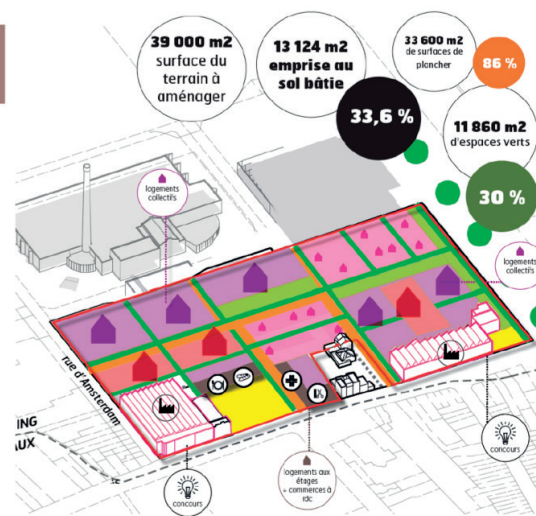 39 000 m2
surface du
terrain à
aménager
13 124 m2
emprise au
sol bâtie
33,6 %
33 600 m2
de surfaces de
plancher
86 %
11 860 m2
d'espaces verts
30 %
logements
collectifs
logements
collectifs
rue d'Amsterdam
ING
AUX
concours
logements aux
étages
+ commerces à
rdc
concours